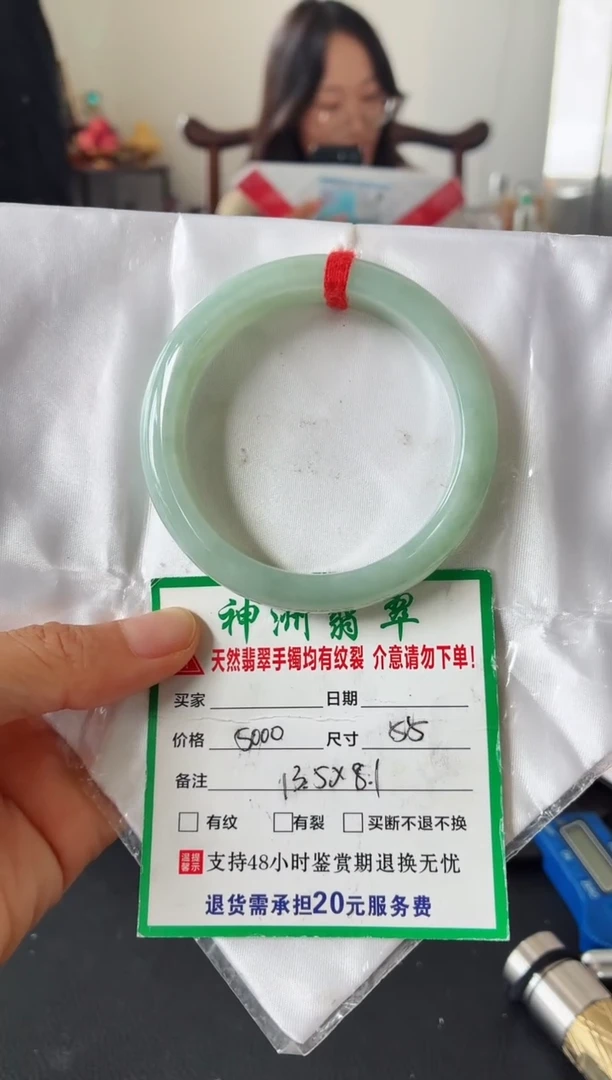 神洲翡翠
天然翡翠手镯均有纹裂 介意请勿下单!
买家 日期
价格 5000 尺寸 55
备注 13.5×8.1
有纹 有裂 买断不退不换
温馨提示 支持48小时鉴赏期退换无忧
退货需承担20元服务费